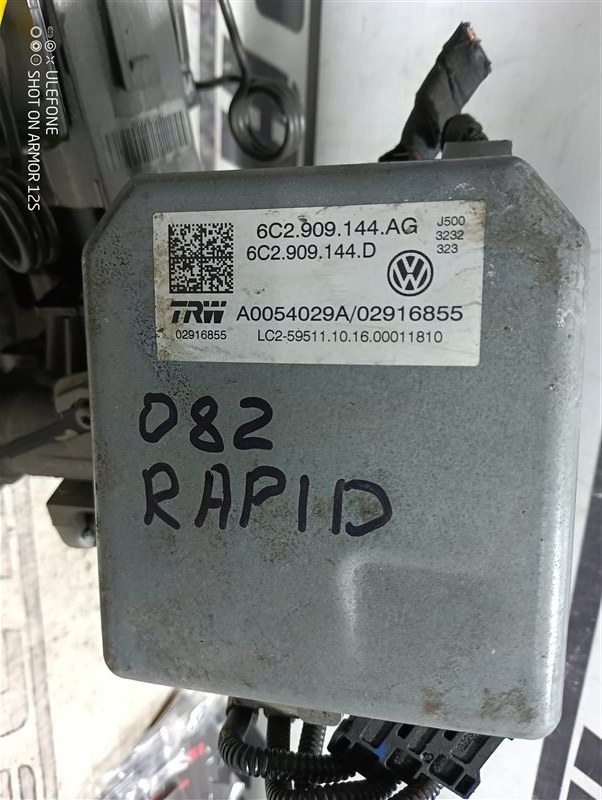 ULEFONE
SHOT ON ARMOR 12S
6C2.909.144.AG
6C2.909.144.D
J500
3232
323
TRW
A0054029A/02916855
02916855
LC2-59511.10.16.00011810
082
RAPID